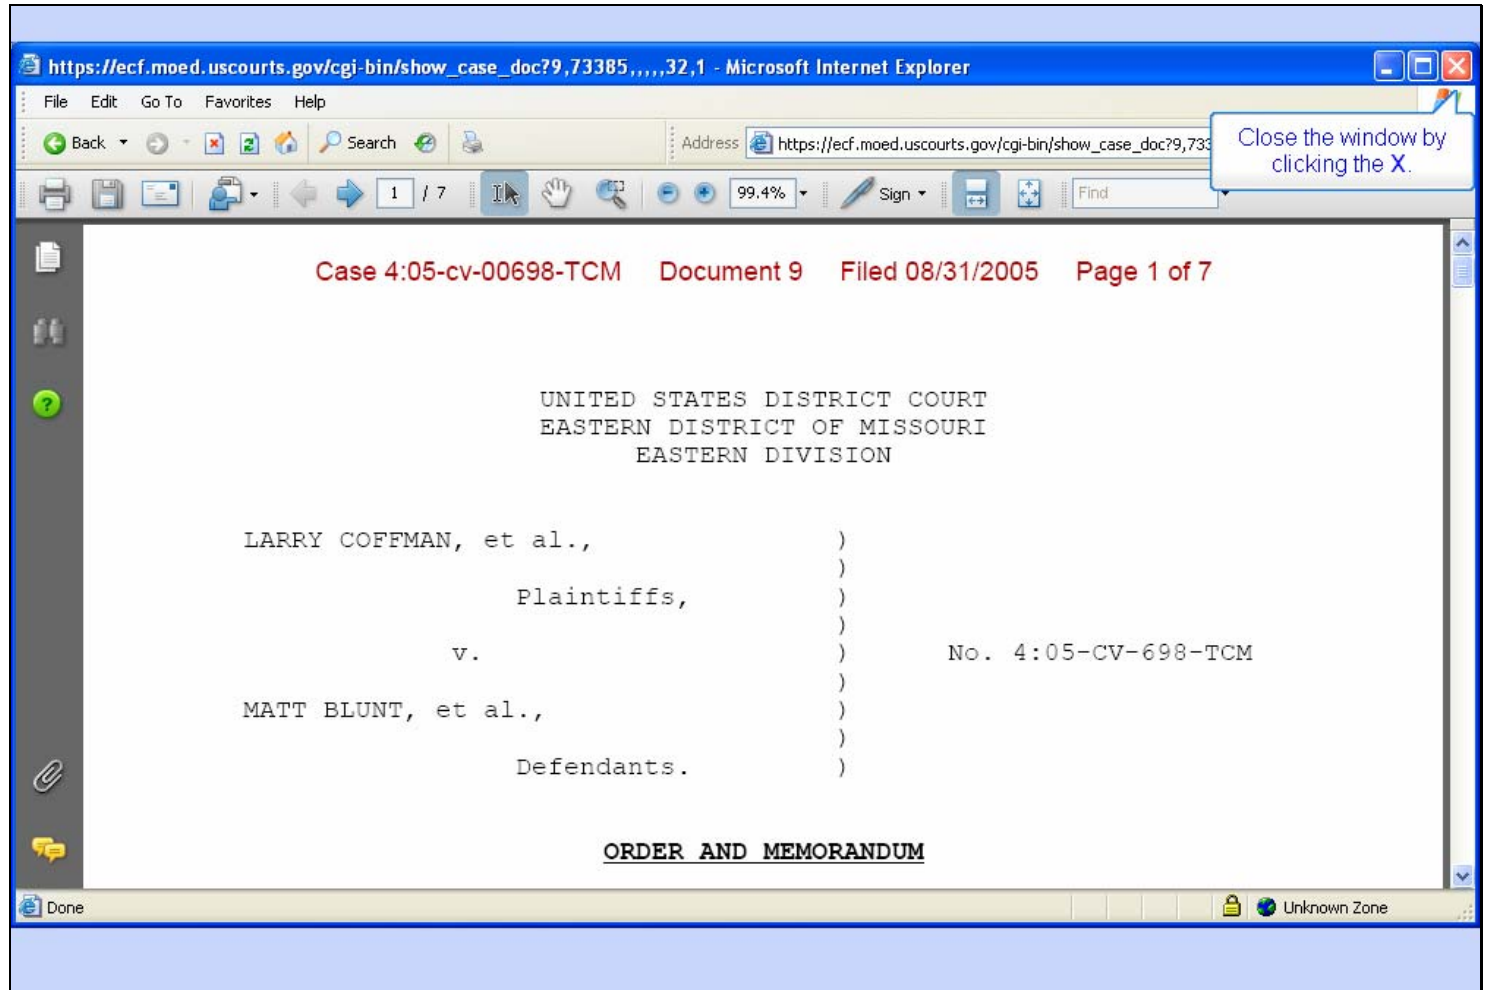 https://ecf.moed.uscourts.gov/cgi-bin/show_case_doc?9,73385,,,,,32,1 - Microsoft Internet Explorer
File Edit Go To Favorites Help
Back Search Address https://ecf.moed.uscourts.gov/cgi-bin/show_case_doc?9,733
Close the window by
clicking the X.
1 / 7 99.4% Sign Find
Case 4:05-cv-00698-TCM Document 9 Filed 08/31/2005 Page 1 of 7
UNITED STATES DISTRICT COURT
EASTERN DISTRICT OF MISSOURI
EASTERN DIVISION
LARRY COFFMAN, et al., )
)
Plaintiffs, )
)
v. ) No. 4:05-CV-698-TCM
)
MATT BLUNT, et al., )
)
Defendants. )
ORDER AND MEMORANDUM
Done Unknown Zone